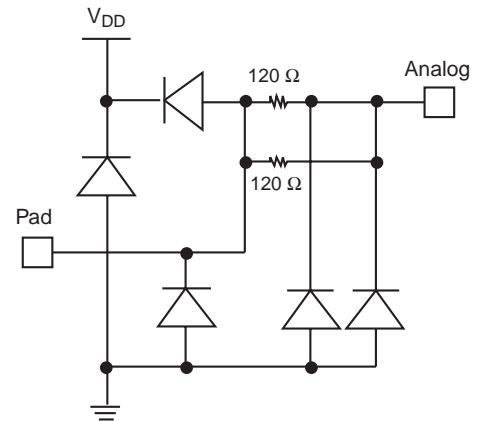 VDD
120 Ω
Analog
120 Ω
Pad